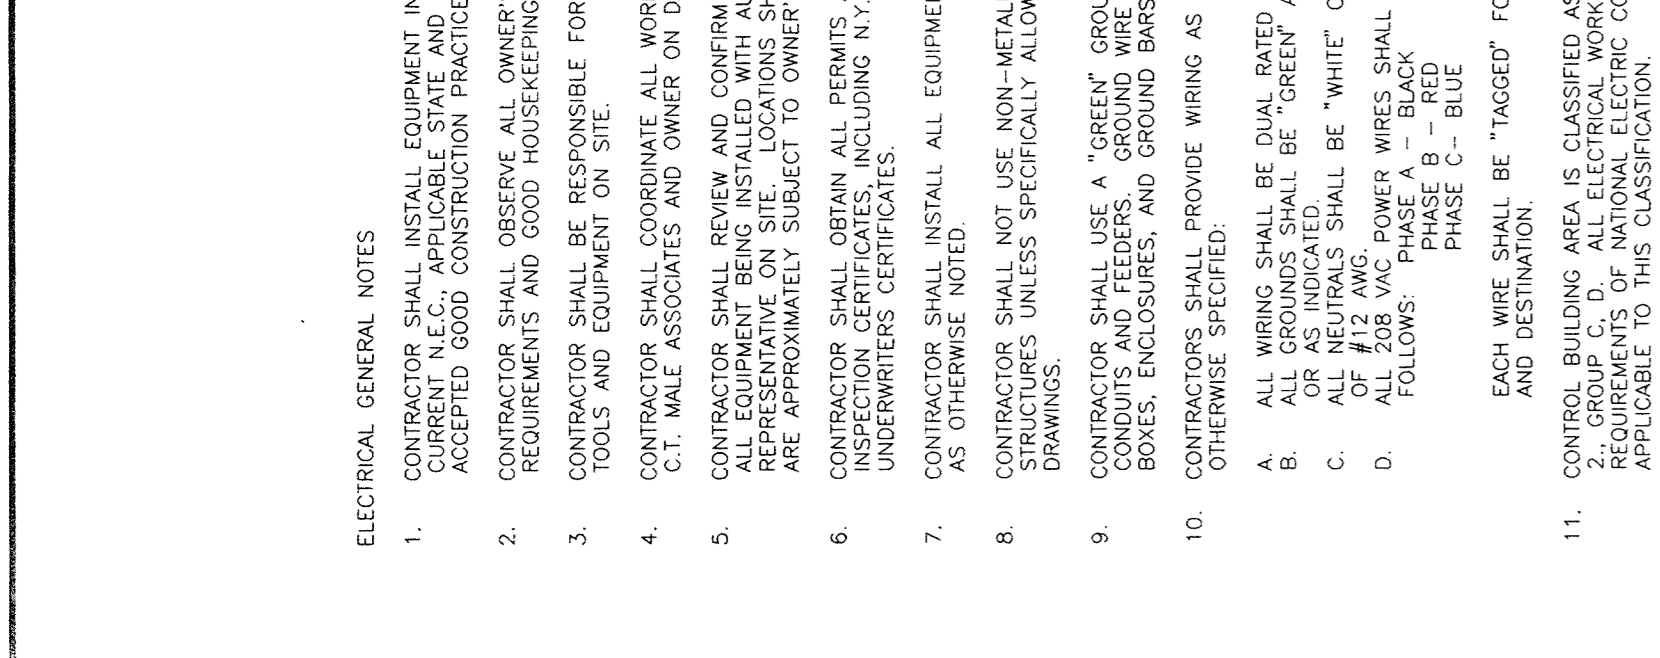 ELECTRICAL GENERAL NOTES
1. CONTRACTOR SHALL INSTALL EQUIPMENT IN
CURRENT N.E.C., APPLICABLE STATE AND
ACCEPTED GOOD CONSTRUCTION PRACTICE
2. CONTRACTOR SHALL OBSERVE ALL OWNER'
REQUIREMENTS AND GOOD HOUSEKEEPING
3. CONTRACTOR SHALL BE RESPONSIBLE FOR
TOOLS AND EQUIPMENT ON SITE.
4. CONTRACTOR SHALL COORDINATE ALL WOR
C.T. MALE ASSOCIATES AND OWNER ON D
5. CONTRACTOR SHALL REVIEW AND CONFIRM
ALL EQUIPMENT BEING INSTALLED WITH AU
REPRESENTATIVE ON SITE. LOCATIONS SH
ARE APPROXIMATELY SUBJECT TO OWNER'
6. CONTRACTOR SHALL OBTAIN ALL PERMITS
INSPECTION CERTIFICATES, INCLUDING N.Y.
UNDERWRITERS CERTIFICATES.
7. CONTRACTOR SHALL INSTALL ALL EQUIPME
AS OTHERWISE NOTED.
8. CONTRACTOR SHALL NOT USE NON-METAL
STRUCTURES UNLESS SPECIFICALLY ALLOW
DRAWINGS.
9. CONTRACTOR SHALL USE A "GREEN" GROU
CONDUITS AND FEEDERS. GROUND WIRE
BOXES, ENCLOSURES, AND GROUND BARS
10. CONTRACTORS SHALL PROVIDE WIRING AS
OTHERWISE SPECIFIED:
A. ALL WIRING SHALL BE DUAL RATED
B. ALL GROUNDS SHALL BE "GREEN" A
OR AS INDICATED.
C. ALL NEUTRALS SHALL BE "WHITE" O
OF #12 AWG.
D. ALL 208 VAC POWER WIRES SHALL
FOLLOWS: PHASE A - BLACK
PHASE B - RED
PHASE C- BLUE
EACH WIRE SHALL BE "TAGGED" FO
AND DESTINATION.
11. CONTROL BUILDING AREA IS CLASSIFIED AS
2., GROUP C, D. ALL ELECTRICAL WORK
REQUIREMENTS OF NATIONAL ELECTRIC CO
APPLICABLE TO THIS CLASSIFICATION.